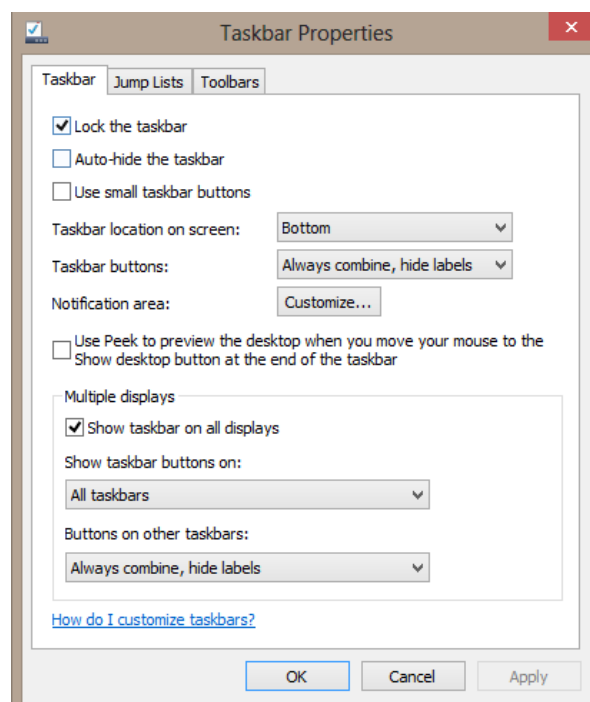 Taskbar Properties
Taskbar Jump Lists Toolbars
Lock the taskbar
Auto-hide the taskbar
Use small taskbar buttons
Taskbar location on screen: Bottom
Taskbar buttons: Always combine, hide labels
Notification area: Customize...
Use Peek to preview the desktop when you move your mouse to the
Show desktop button at the end of the taskbar
Multiple displays
Show taskbar on all displays
Show taskbar buttons on:
All taskbars
Buttons on other taskbars:
Always combine, hide labels
How do I customize taskbars?
OK Cancel Apply